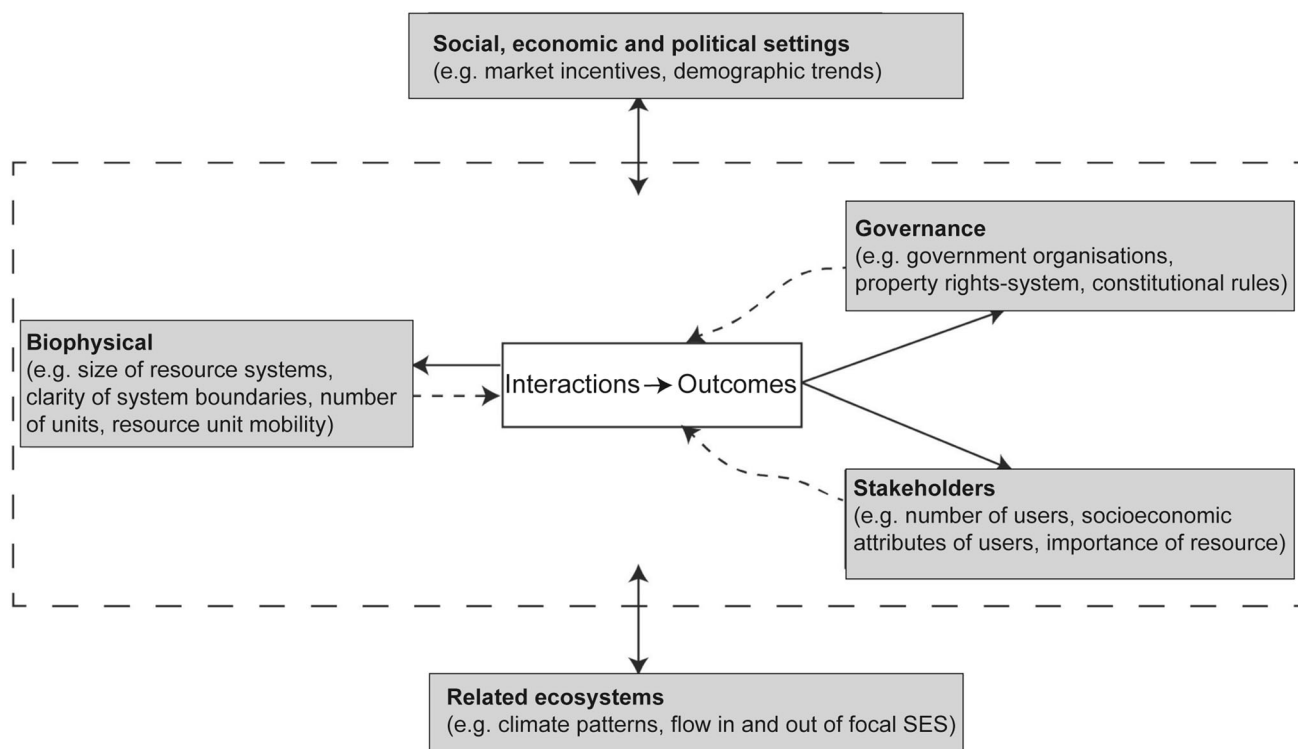 Social, economic and political settings
(e.g. market incentives, demographic trends)
Governance
(e.g. government organisations,
property rights-system, constitutional rules)
Biophysical
(e.g. size of resource systems,
clarity of system boundaries, number
of units, resource unit mobility)
Interactions → Outcomes
Stakeholders
(e.g. number of users, socioeconomic
attributes of users, importance of resource)
Related ecosystems
(e.g. climate patterns, flow in and out of focal SES)